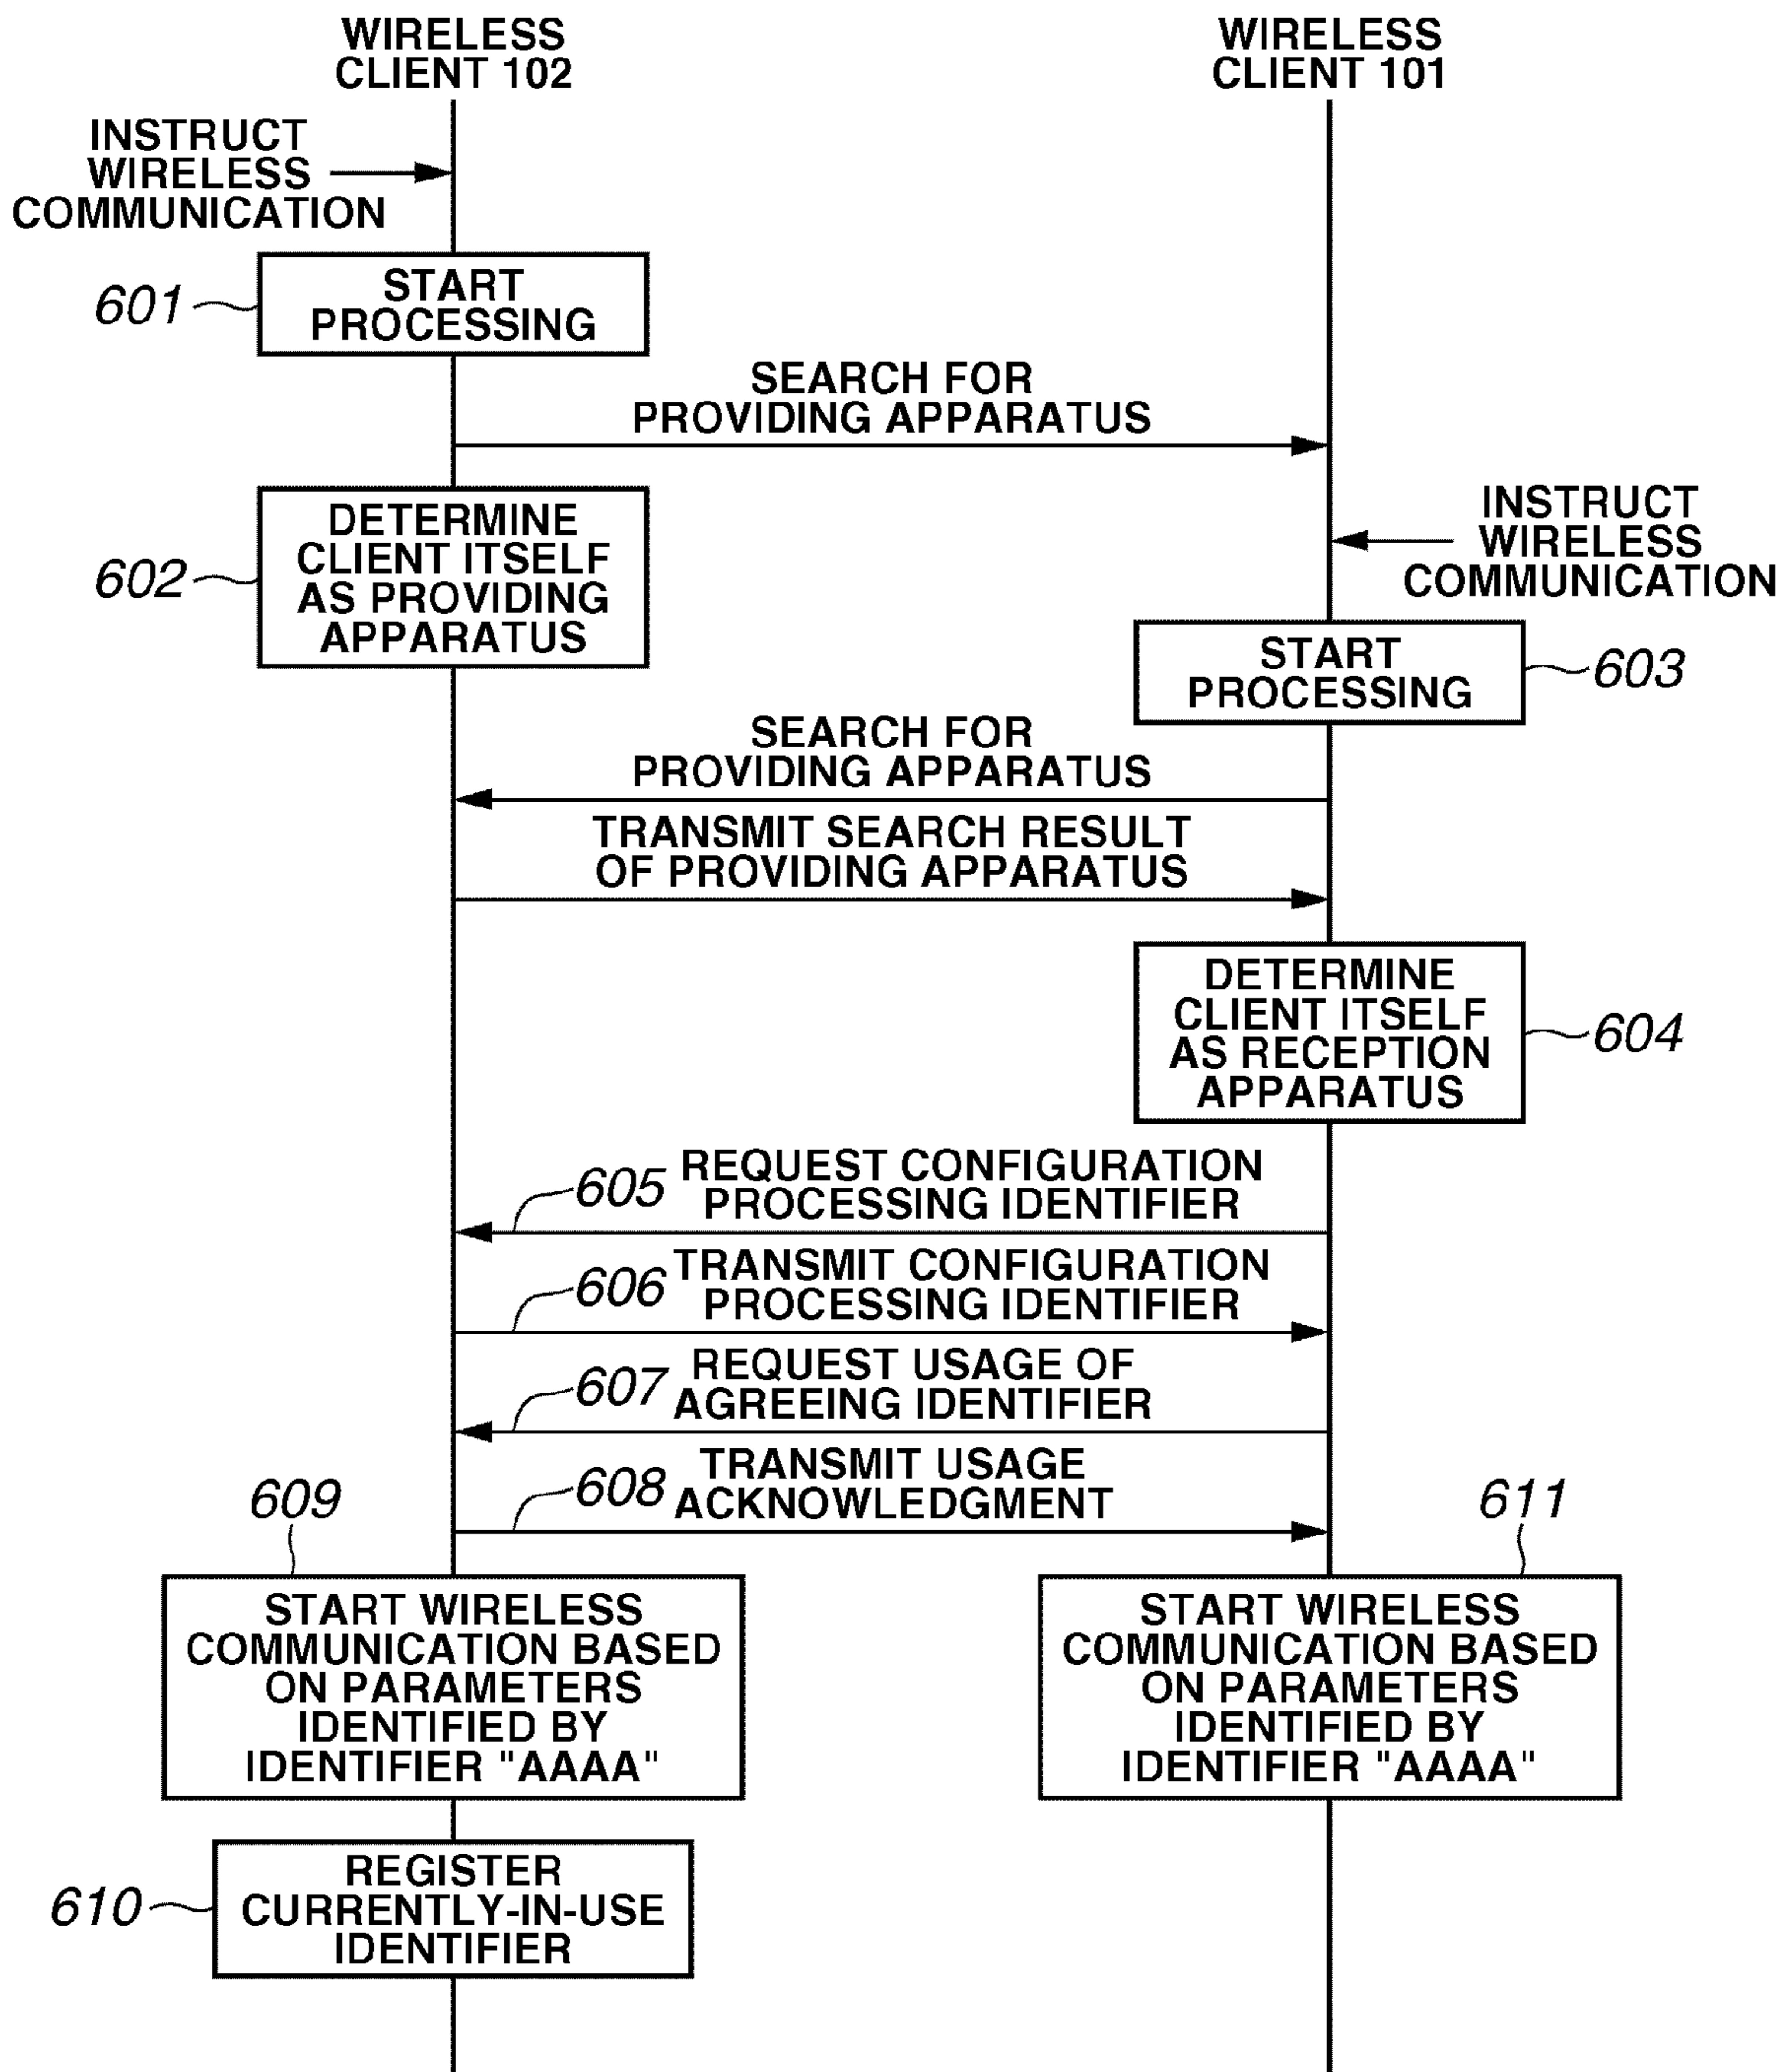 WIRELESS
CLIENT 102
WIRELESS
CLIENT 101
INSTRUCT
WIRELESS
COMMUNICATION
601
START
PROCESSING
SEARCH FOR
PROVIDING APPARATUS
602
DETERMINE
CLIENT ITSELF
AS PROVIDING
APPARATUS
INSTRUCT
WIRELESS
COMMUNICATION
START
PROCESSING
603
SEARCH FOR
PROVIDING APPARATUS
TRANSMIT SEARCH RESULT
OF PROVIDING APPARATUS
DETERMINE
CLIENT ITSELF
AS RECEPTION
APPARATUS
604
605
REQUEST CONFIGURATION
PROCESSING IDENTIFIER
606
TRANSMIT CONFIGURATION
PROCESSING IDENTIFIER
607
REQUEST USAGE OF
AGREEING IDENTIFIER
608
TRANSMIT USAGE
ACKNOWLEDGMENT
609
START WIRELESS
COMMUNICATION BASED
ON PARAMETERS
IDENTIFIED BY
IDENTIFIER "AAAA"
611
START WIRELESS
COMMUNICATION BASED
ON PARAMETERS
IDENTIFIED BY
IDENTIFIER "AAAA"
610
REGISTER
CURRENTLY-IN-USE
IDENTIFIER